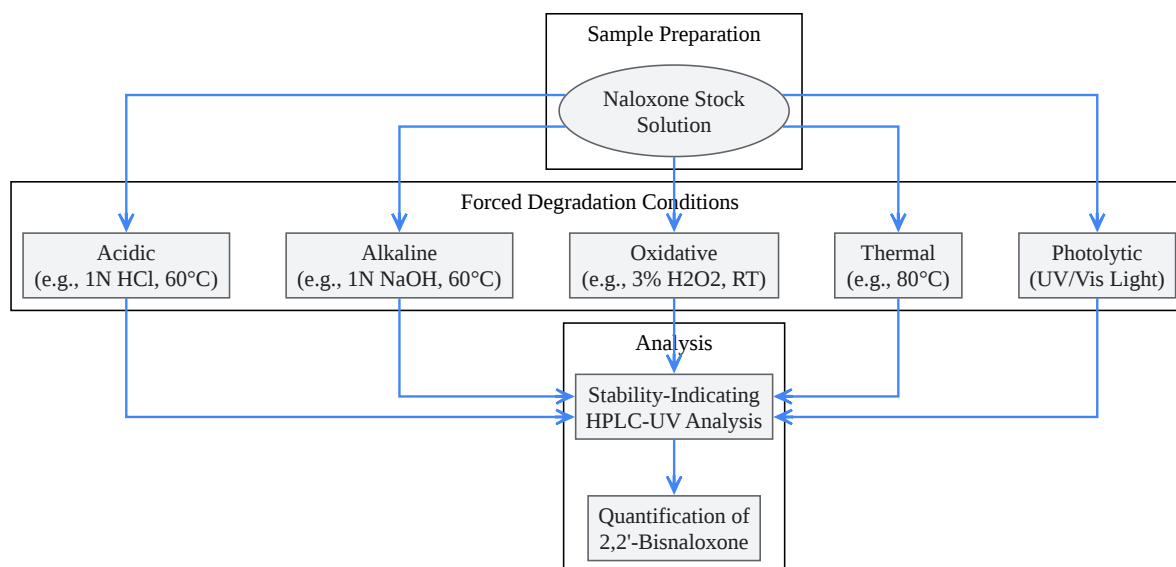 Sample Preparation
Naloxone Stock
Solution
Forced Degradation Conditions
Acidic
(e.g., 1N HCl, 60°C)
Alkaline
(e.g., 1N NaOH, 60°C)
Oxidative
(e.g., 3% H2O2, RT)
Thermal
(e.g., 80°C)
Photolytic
(UV/Vis Light)
Analysis
Stability-Indicating
HPLC-UV Analysis
Quantification of
2,2'-Bisnaloxone